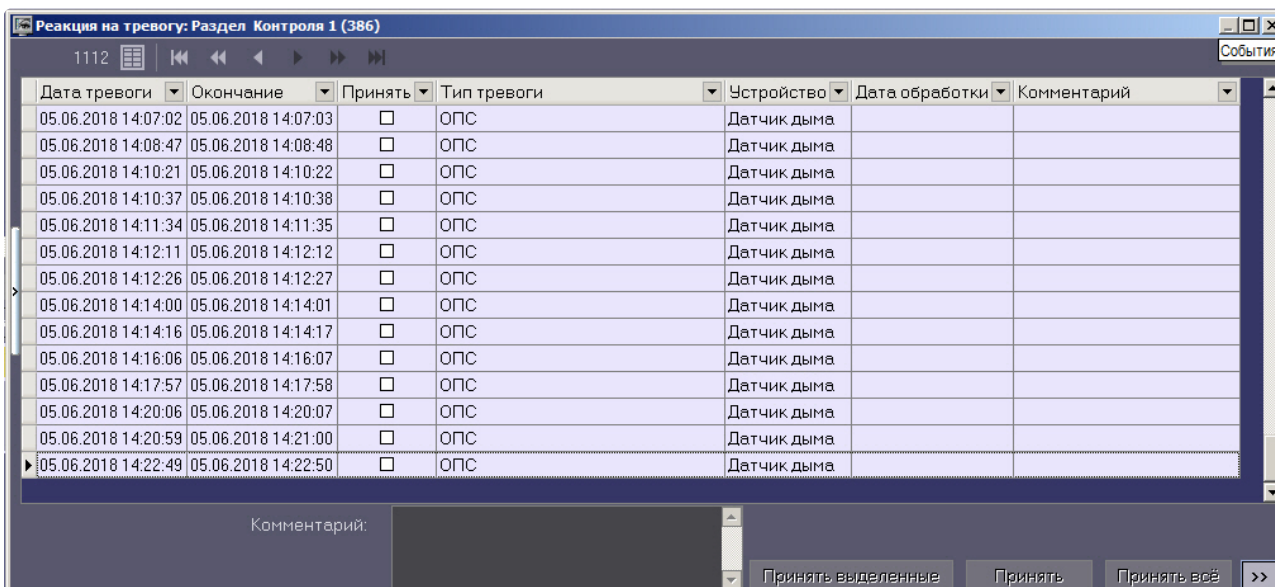 Реакция на тревогу: Раздел Контроля 1 (386)
1112
События
Дата тревоги Окончание Принять Тип тревоги Устройство Дата обработки Комментарий
05.06.2018 14:07:02 05.06.2018 14:07:03 ОПС Датчик дыма
05.06.2018 14:08:47 05.06.2018 14:08:48 ОПС Датчик дыма
05.06.2018 14:10:21 05.06.2018 14:10:22 ОПС Датчик дыма
05.06.2018 14:10:37 05.06.2018 14:10:38 ОПС Датчик дыма
05.06.2018 14:11:34 05.06.2018 14:11:35 ОПС Датчик дыма
05.06.2018 14:12:11 05.06.2018 14:12:12 ОПС Датчик дыма
05.06.2018 14:12:26 05.06.2018 14:12:27 ОПС Датчик дыма
05.06.2018 14:14:00 05.06.2018 14:14:01 ОПС Датчик дыма
05.06.2018 14:14:16 05.06.2018 14:14:17 ОПС Датчик дыма
05.06.2018 14:16:06 05.06.2018 14:16:07 ОПС Датчик дыма
05.06.2018 14:17:57 05.06.2018 14:17:58 ОПС Датчик дыма
05.06.2018 14:20:06 05.06.2018 14:20:07 ОПС Датчик дыма
05.06.2018 14:20:59 05.06.2018 14:21:00 ОПС Датчик дыма
05.06.2018 14:22:49 05.06.2018 14:22:50 ОПС Датчик дыма
Комментарий:
Принять выделенные Принять Принять всё >>